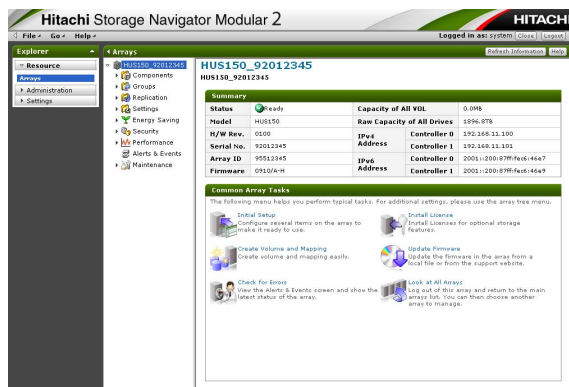 Hitachi Storage Navigator Modular 2
HITACHI
File Go Help
Logged in as: system Close Logout
Explorer
Arrays
Refresh Information Help
Resource
Arrays
Administration
Settings
HUS150_92012345
Components
Groups
Replication
Settings
Energy Saving
Security
Performance
Alerts & Events
Maintenance
HUS150_92012345
HUS150_92012345
Summary
Status Ready Capacity of All VOL 0.0MB
Model HUS150 Raw Capacity of All Drives 1896.8TB
H/W Rev. 0100 IPv4 Address Controller 0 192.168.11.100
Serial No. 92012345 Controller 1 192.168.11.101
Array ID 95512345 IPv6 Address Controller 0 2001::200:87ff:fec6:46e7
Firmware 0910/A-H Controller 1 2001::200:87ff:fec6:46e9
Common Array Tasks
The following menu helps you perform typical tasks. For additional settings, please use the array tree menu.
Initial Setup
Configure several items on the array to
make it ready to use.
Install License
Install Licenses for optional storage
features.
Create Volume and Mapping
Create volume and mapping easily.
Update Firmware
Update the firmware in the array from a
local file or from the support website.
Check for Errors
View the Alerts & Events screen and show the
latest status of the array.
Look at All Arrays
Log out of this array and return to the main
arrays list. You can then choose another
array to manage.